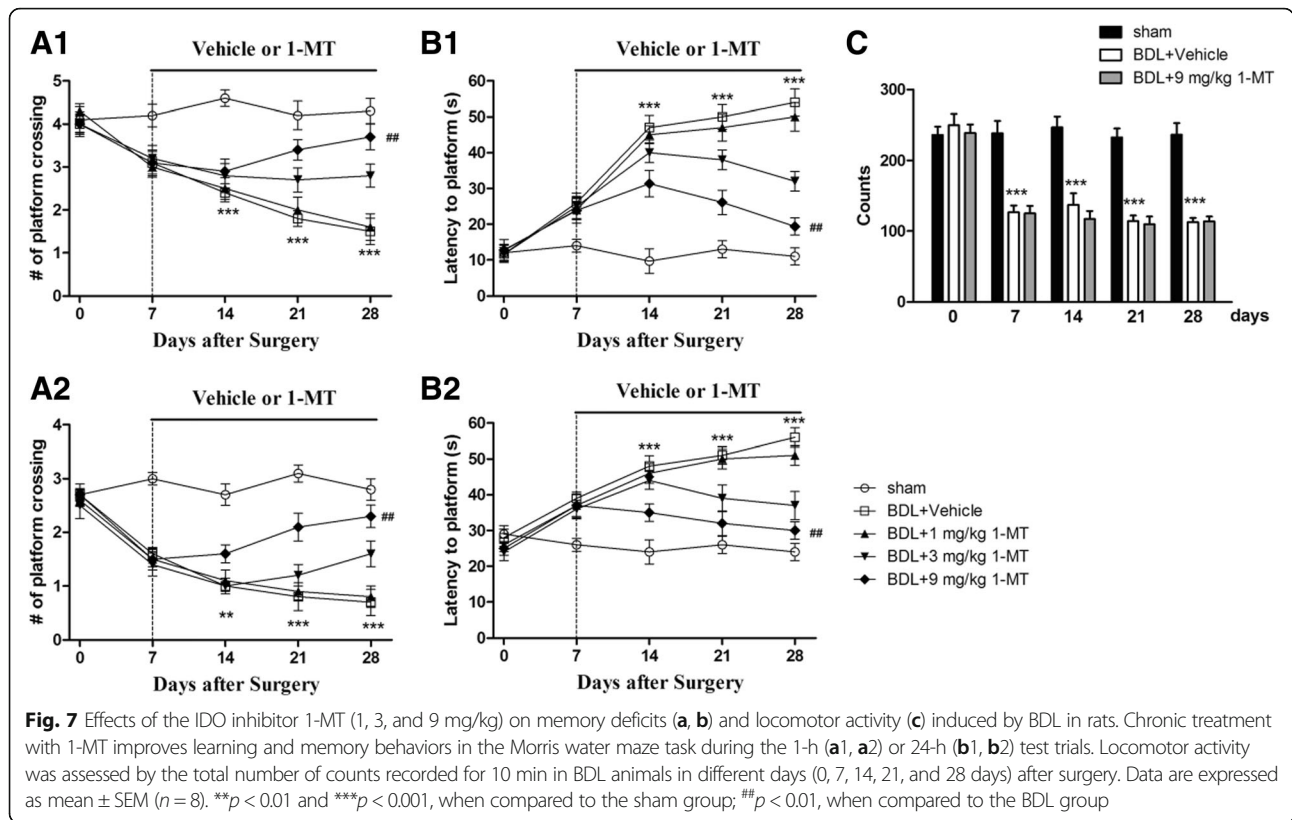 A1
Vehicle or 1-MT
# of platform crossing
5
4
3
2
1
0
##
***
***
***
0 7 14 21 28
Days after Surgery
B1
Vehicle or 1-MT
Latency to platform (s)
60
50
40
30
20
10
0
***
***
***
##
0 7 14 21 28
Days after Surgery
C
sham
BDL+Vehicle
BDL+9 mg/kg 1-MT
Counts
300
200
100
0
***
***
***
***
0 7 14 21 28 days
A2
Vehicle or 1-MT
# of platform crossing
4
3
2
1
0
##
**
***
***
0 7 14 21 28
Days after Surgery
B2
Vehicle or 1-MT
Latency to platform (s)
60
50
40
30
20
10
0
***
***
***
##
0 7 14 21 28
Days after Surgery
sham
BDL+Vehicle
BDL+1 mg/kg 1-MT
BDL+3 mg/kg 1-MT
BDL+9 mg/kg 1-MT
Fig. 7 Effects of the IDO inhibitor 1-MT (1, 3, and 9 mg/kg) on memory deficits (a, b) and locomotor activity (c) induced by BDL in rats. Chronic treatment
with 1-MT improves learning and memory behaviors in the Morris water maze task during the 1-h (a1, a2) or 24-h (b1, b2) test trials. Locomotor activity
was assessed by the total number of counts recorded for 10 min in BDL animals in different days (0, 7, 14, 21, and 28 days) after surgery. Data are expressed
as mean ± SEM (n = 8). **p < 0.01 and ***p < 0.001, when compared to the sham group; ##p < 0.01, when compared to the BDL group